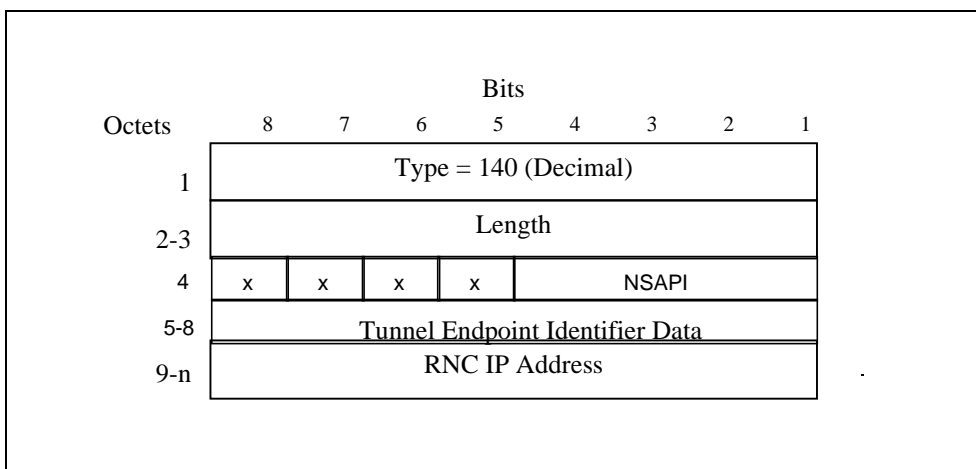 Bits
Octets 8 7 6 5 4 3 2 1
1 Type = 140 (Decimal)
2-3 Length
4 x x x x NSAPI
5-8 Tunnel Endpoint Identifier Data
9-n RNC IP Address .